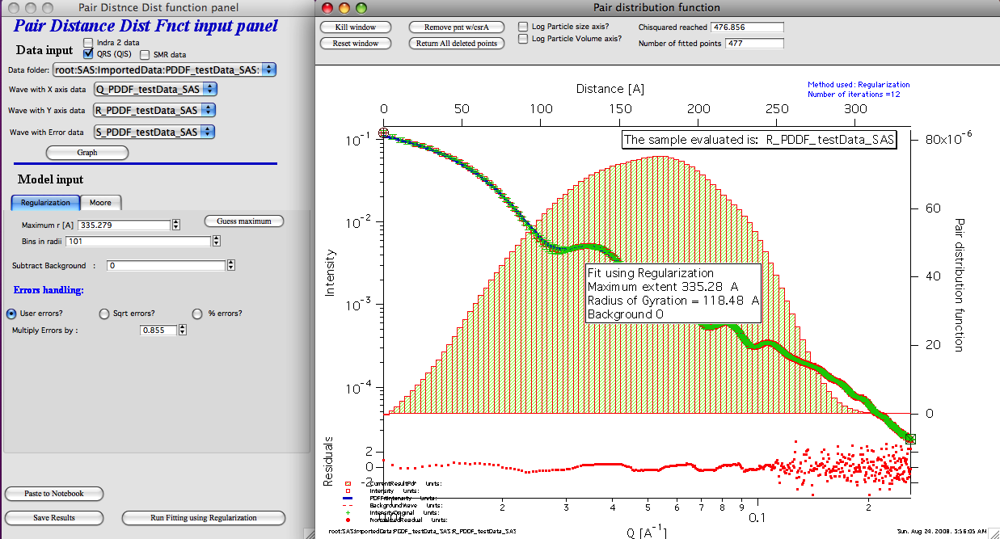 Pair Distnce Dist function panel
Pair Distance Dist Fnct input panel
Data input
Indra 2 data
QRS (QIS)
SMR data
Data folder: root:SAS:ImportedData:PDDF_testData_SAS:
Wave with X axis data Q_PDDF_testData_SAS
Wave with Y axis data R_PDDF_testData_SAS
Wave with Error data S_PDDF_testData_SAS
Graph
Model input
Regularization Moore
Maximum r [A] 335.279 Guess maximum
Bins in radii 101
Subtract Background : 0
Errors handling:
User errors? Sqrt errors? % errors?
Multiply Errors by : 0.855
Paste to Notebook
Save Results Run Fitting using Regularization
Pair distribution function
Kill window Remove pnt w/csrA Log Particle size axis? Chisquared reached 476.856
Reset window Return All deleted points Log Particle Volume axis? Number of fitted points 477
Distance [A]
Method used: Regularization
Number of iterations =12
0 50 100 150 200 250 300
The sample evaluated is: R_PDDF_testData_SAS
10-1
10-2
10-3
10-4
Intensity
80x10-6
60
40
20
0
Pair distribution function
Fit using Regularization
Maximum extent 335.28 A
Radius of Gyration = 118.48 A
Background 0
Residuals
2
0
-2
CurrentResultPdf Units:
Intensity Units:
PDFFitIntensity Units:
BackgroundWave Units:
IntensityOriginal Units:
NormalizedResidual Units:
2 3 4 5 6 7 8 9 0.1 2
Q [A-1]
root:SAS:ImportedData:PDDF_testData_SAS:R_PDDF_testData_SAS
Sun, Aug 24, 2008, 3:56:05 AM